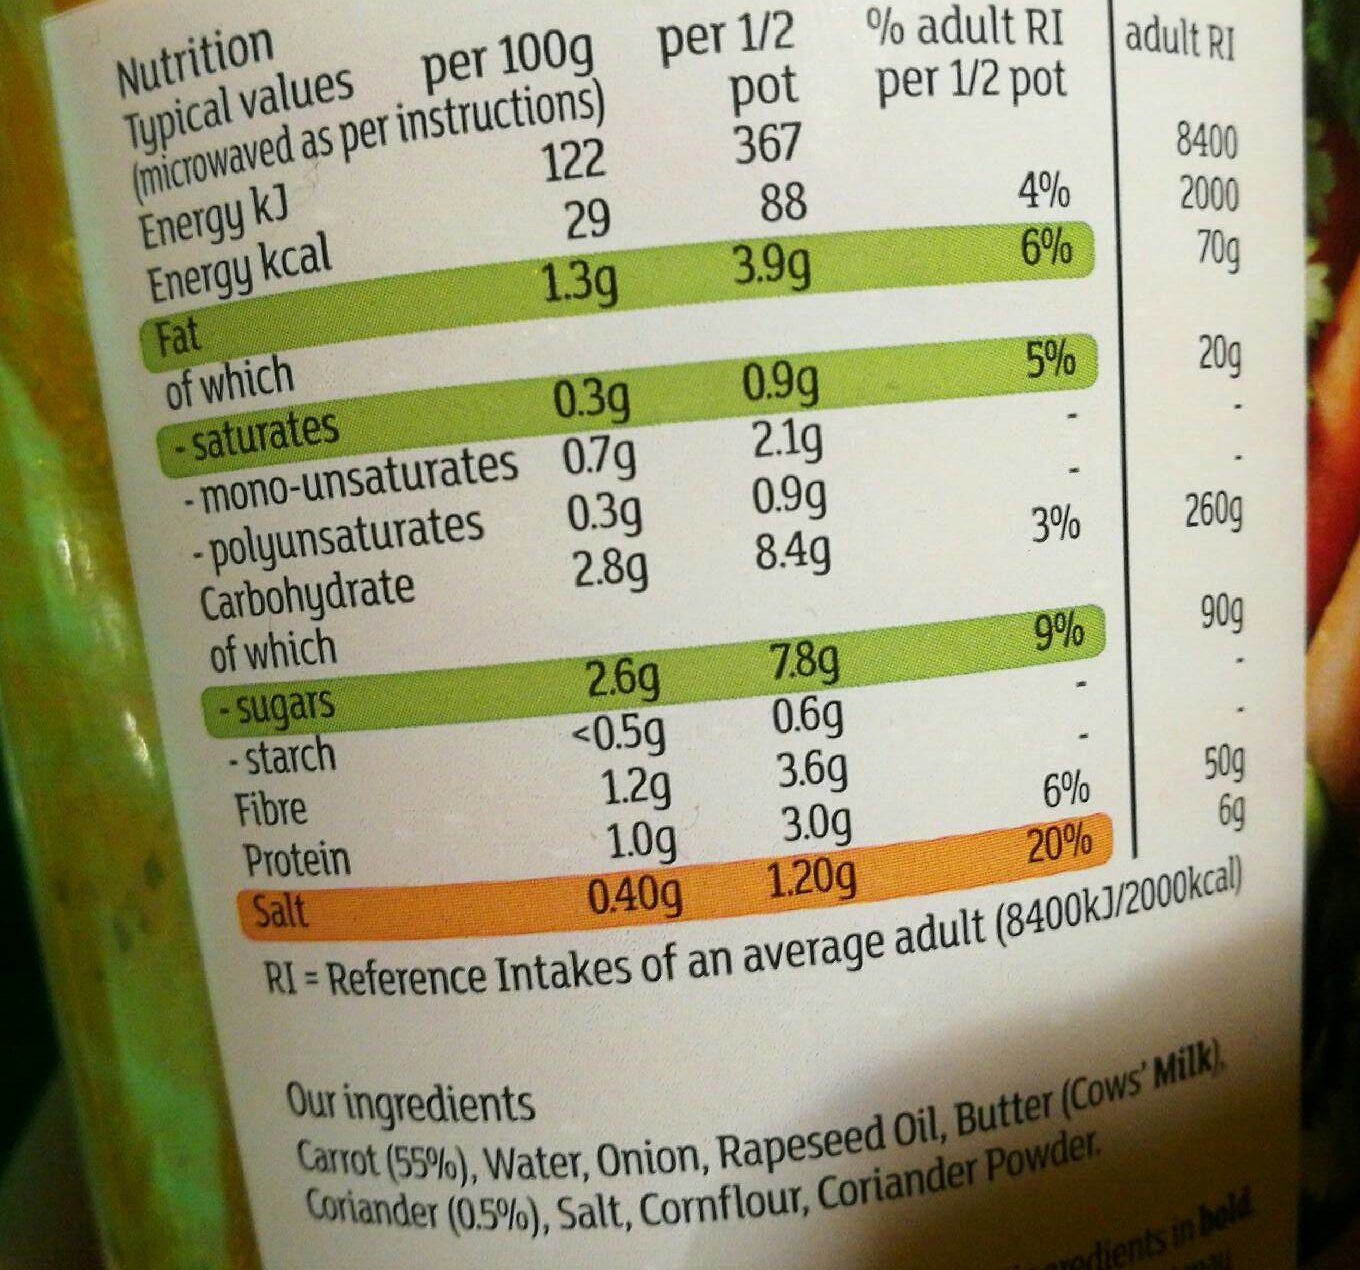 Nutrition
Typical values per 100g per 1/2 pot % adult RI per 1/2 pot adult RI
(microwaved as per instructions)
Energy kJ 122 367 8400
Energy kcal 29 88 4% 2000
Fat 1.3g 3.9g 6% 70g
of which
- saturates 0.3g 0.9g 5% 20g
- mono-unsaturates 0.7g 2.1g - -
- polyunsaturates 0.3g 0.9g - -
Carbohydrate 2.8g 8.4g 3% 260g
of which
- sugars 2.6g 7.8g 9% 90g
- starch <0.5g 0.6g - -
Fibre 1.2g 3.6g - -
Protein 1.0g 3.0g 6% 50g
Salt 0.40g 1.20g 20% 6g
RI = Reference Intakes of an average adult (8400kJ/2000kcal)
Our ingredients
Carrot (55%), Water, Onion, Rapeseed Oil, Butter (Cows' Milk),
Coriander (0.5%), Salt, Cornflour, Coriander Powder.
in bold